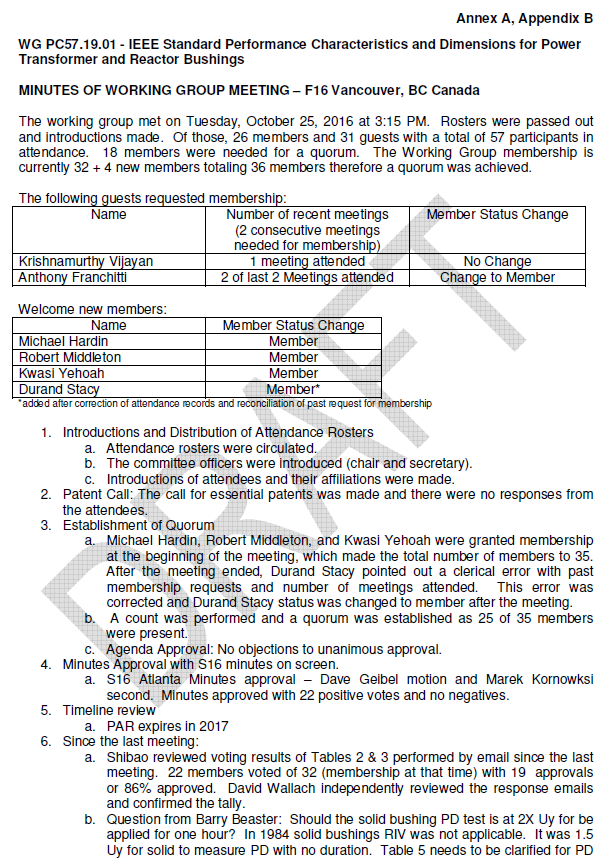 Annex A, Appendix B
WG PC57.19.01 - IEEE Standard Performance Characteristics and Dimensions for Power
Transformer and Reactor Bushings
MINUTES OF WORKING GROUP MEETING – F16 Vancouver, BC Canada
The working group met on Tuesday, October 25, 2016 at 3:15 PM. Rosters were passed out
and introductions made. Of those, 26 members and 31 guests with a total of 57 participants in
attendance. 18 members were needed for a quorum. The Working Group membership is
currently 32 + 4 new members totaling 36 members therefore a quorum was achieved.
The following guests requested membership:
Name Number of recent meetings Member Status Change
(2 consecutive meetings
needed for membership)
Krishnamurthy Vijayan 1 meeting attended No Change
Anthony Franchitti 2 of last 2 Meetings attended Change to Member
Welcome new members:
Name Member Status Change
Michael Hardin Member
Robert Middleton Member
Kwasi Yehoah Member
Durand Stacy Member*
*added after correction of attendance records and reconciliation of past request for membership
1. Introductions and Distribution of Attendance Rosters
a. Attendance rosters were circulated.
b. The committee officers were introduced (chair and secretary).
c. Introductions of attendees and their affiliations were made.
2. Patent Call: The call for essential patents was made and there were no responses from
the attendees.
3. Establishment of Quorum
a. Michael Hardin, Robert Middleton, and Kwasi Yehoah were granted membership
at the beginning of the meeting, which made the total number of members to 35.
After the meeting ended, Durand Stacy pointed out a clerical error with past
membership requests and number of meetings attended. This error was
corrected and Durand Stacy status was changed to member after the meeting.
b. A count was performed and a quorum was established as 25 of 35 members
were present.
c. Agenda Approval: No objections to unanimous approval.
4. Minutes Approval with S16 minutes on screen.
a. S16 Atlanta Minutes approval – Dave Geibel motion and Marek Kornowksi
second. Minutes approved with 22 positive votes and no negatives.
5. Timeline review
a. PAR expires in 2017
6. Since the last meeting:
a. Shibao reviewed voting results of Tables 2 & 3 performed by email since the last
meeting. 22 members voted of 32 (membership at that time) with 19 approvals
or 86% approved. David Wallach independently reviewed the response emails
and confirmed the tally.
b. Question from Barry Beaster: Should the solid bushing PD test is at 2X Uy for be
applied for one hour? In 1984 solid bushings RIV was not applicable. It was 1.5
Uy for solid to measure PD with no duration. Table 5 needs to be clarified for PD
DRAFT